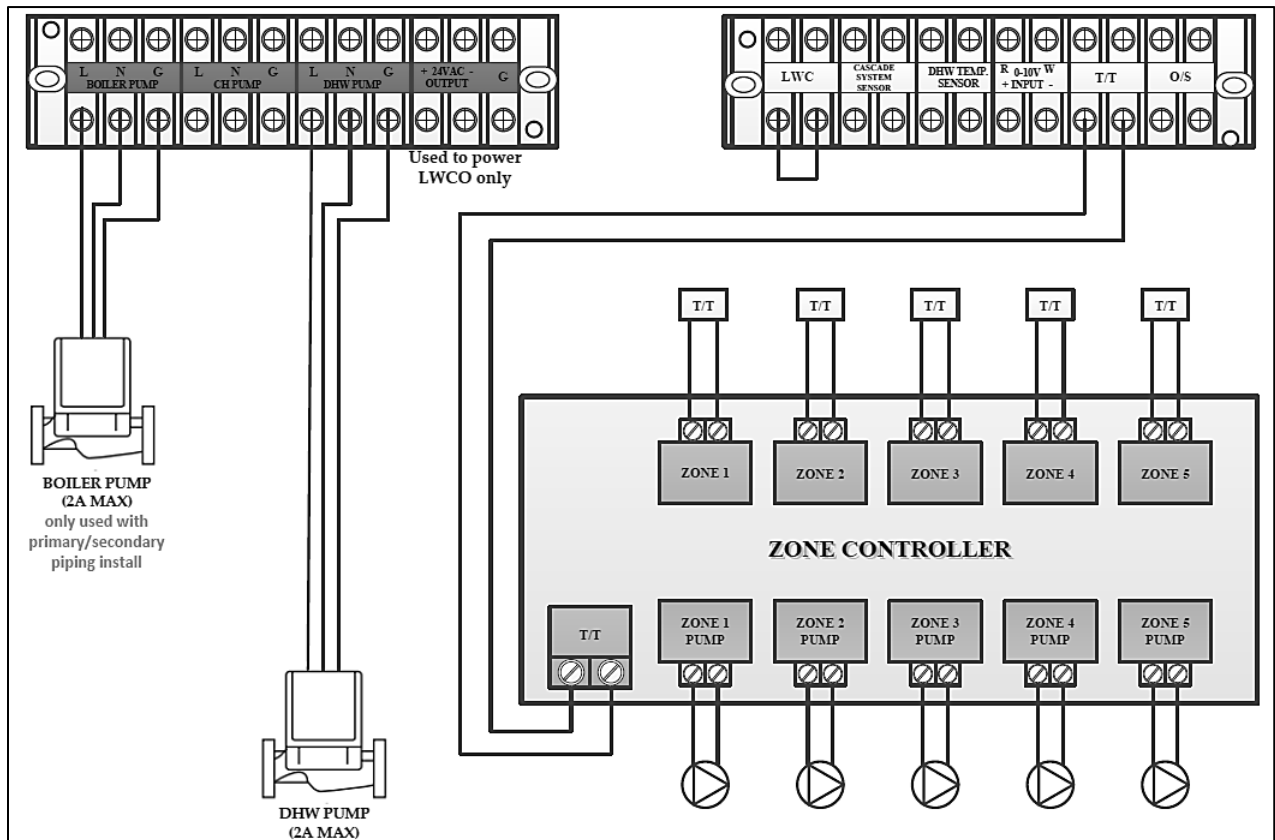 L N G L N G L N G + 24VAC - G
BOILER PUMP CH PUMP DHW PUMP OUTPUT
Used to power
LWCO only
LWC CASCADE SYSTEM SENSOR DHW TEMP. SENSOR R 0-10V W + INPUT - T/T O/S
T/T T/T T/T T/T T/T
ZONE 1 ZONE 2 ZONE 3 ZONE 4 ZONE 5
ZONE CONTROLLER
T/T
ZONE 1 ZONE 2 ZONE 3 ZONE 4 ZONE 5
PUMP PUMP PUMP PUMP PUMP
BOILER PUMP
(2A MAX)
only used with
primary/secondary
piping install
DHW PUMP
(2A MAX)